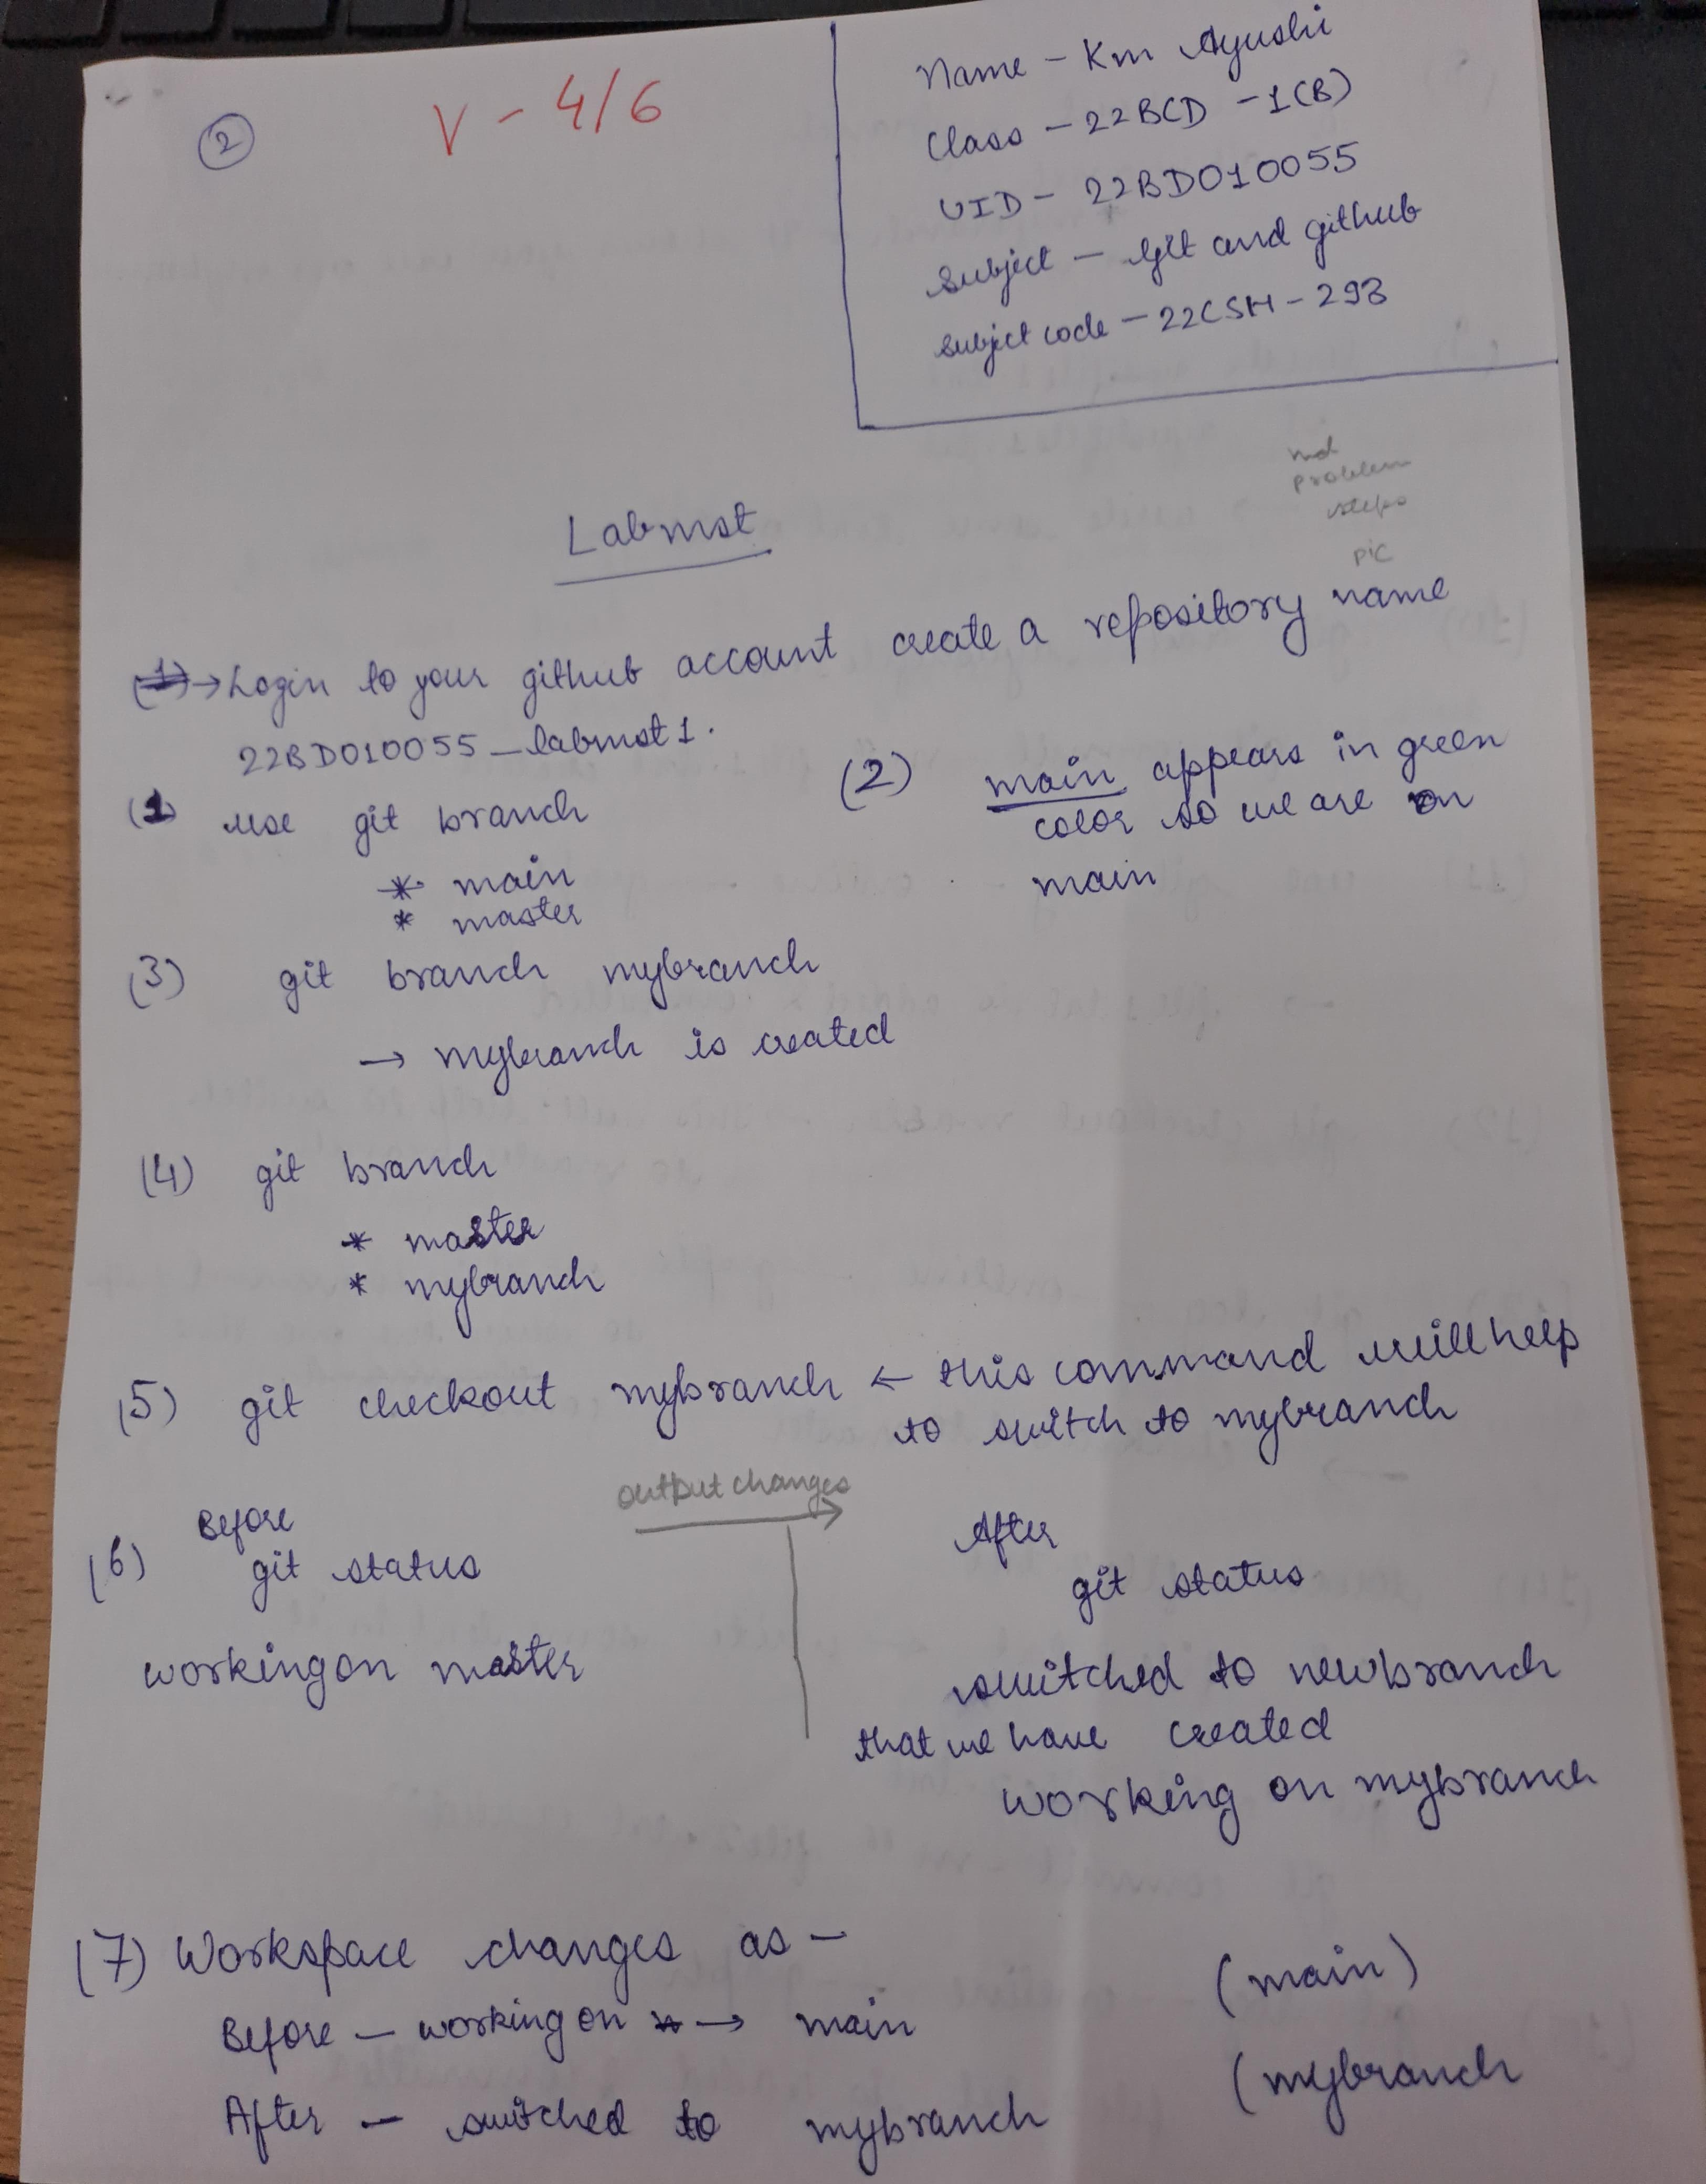 2
V - 4/6
Name - Km Ayushi
Class - 22BCD -1(B)
UID - 22BD010055
Subject - Git and github
Subject code - 22CSH-293
md
problem
steps
pic
Labmst
(1) → Login to your github account create a repository name
22BD010055_labmst1.
(1) use git branch
* main
* master
(2) main appears in green
color so we are on
main
(3) git branch mybranch
→ mybranch is created
(4) git branch
* master
* mybranch
(5) git checkout mybranch ← this command will help
to switch to mybranch
output changes
(6) Before
git status
working on master
After
git status
switched to newbranch
that we have created
working on mybranch
(7) Workspace changes as -
Before - working on → main (main)
After - switched to mybranch (mybranch